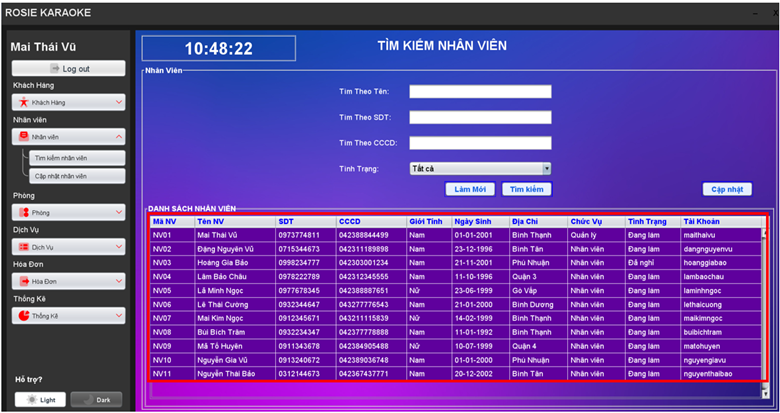 ROSIE KARAOKE
Mai Thái Vũ
Log out
Khách Hàng
Khách Hàng
Nhân viên
Nhân viên
Tìm kiếm nhân viên
Cập nhật nhân viên
Phòng
Phòng
Dịch Vụ
Dịch Vụ
Hóa Đơn
Hóa Đơn
Thống Kê
Thống Kê
Hỗ trợ?
Light Dark
10:48:22
TÌM KIẾM NHÂN VIÊN
Nhân Viên
Tìm Theo Tên:
Tìm Theo SDT:
Tìm Theo CCCD:
Tình Trạng: Tất cả
Làm Mới Tìm kiếm Cập nhật
DANH SÁCH NHÂN VIÊN
Mã NV Tên NV SDT CCCD Giới Tính Ngày Sinh Địa Chỉ Chức Vụ Tình Trạng Tài Khoản
NV01 Mai Thái Vũ 0973774811 042388844499 Nam 01-01-2001 Bình Thạnh Quản lý Đang làm maithaivu
NV02 Đặng Nguyên Vũ 0715344673 042311189898 Nam 23-12-1996 Bình Tân Nhân viên Đang làm dangnguyenvu
NV03 Hoàng Gia Bảo 0998234777 042303001234 Nam 21-11-2001 Phú Nhuận Nhân viên Đã nghỉ hoanggiabao
NV04 Lâm Bảo Châu 0978222789 042312345555 Nam 11-10-1996 Quận 3 Nhân viên Đang làm lambaochau
NV05 Lã Minh Ngọc 0977678345 042388887651 Nữ 23-06-1999 Gò Vấp Nhân viên Đang làm laminhngoc
NV06 Lê Thái Cường 0932344647 043277776543 Nam 21-01-2000 Bình Dương Nhân viên Đang làm lethaicuong
NV07 Mai Kim Ngọc 0912345671 043211115839 Nữ 14-02-1999 Bình Thạnh Nhân viên Đang làm maikimngoc
NV08 Bùi Bích Trâm 0932234347 042377778888 Nam 11-01-1992 Bình Thạnh Nhân viên Đang làm buibichtram
NV09 Mã Tố Huyên 0911343678 042384905488 Nữ 10-07-1999 Quận 4 Nhân viên Đang làm matohuyen
NV10 Nguyễn Gia Vũ 0913240672 042389036748 Nam 01-01-2000 Phú Nhuận Nhân viên Đang làm nguyengiavu
NV11 Nguyễn Thái Bảo 0312144673 042367437771 Nam 20-12-2002 Bình Tân Nhân viên Đang làm nguyenthaibao